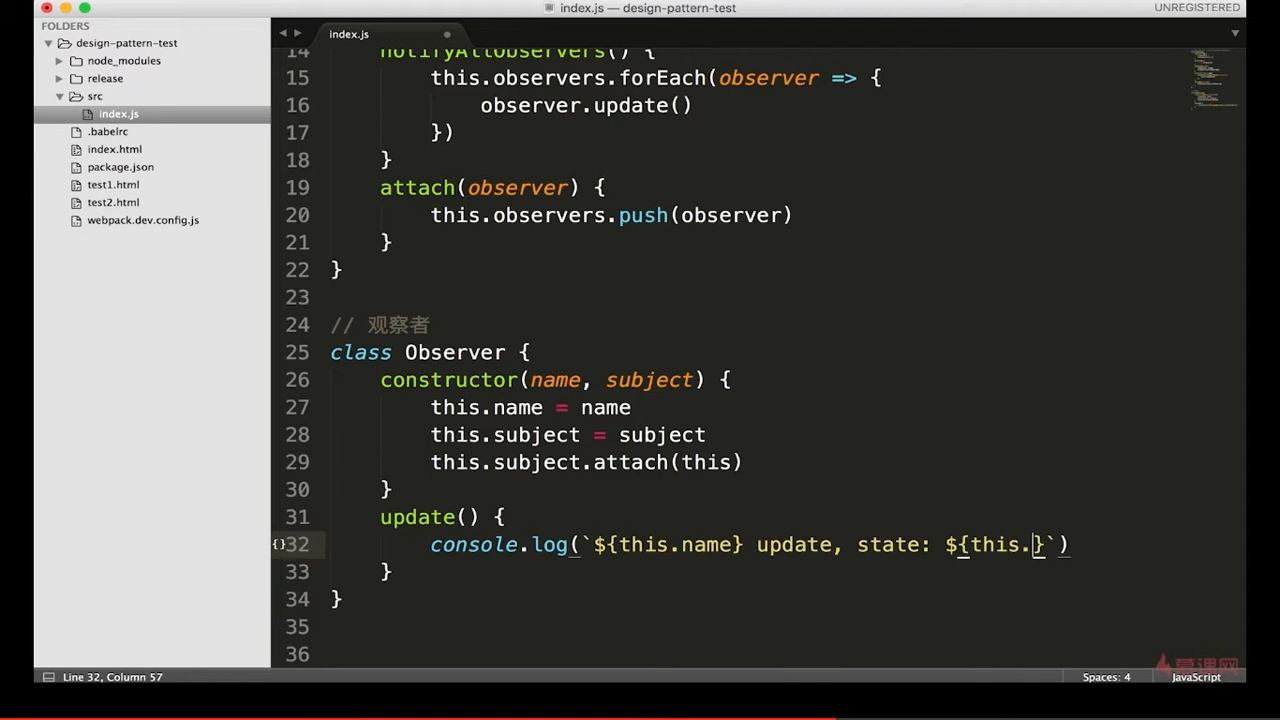 index.js — design-pattern-test
UNREGISTERED
FOLDERS
design-pattern-test
node_modules
release
src
index.js
.babelrc
index.html
package.json
test1.html
test2.html
webpack.dev.config.js
index.js
14 notifyAllObservers() {
15 this.observers.forEach(observer => {
16 observer.update()
17 })
18 }
19 attach(observer) {
20 this.observers.push(observer)
21 }
22 }
23
24 // 观察者
25 class Observer {
26 constructor(name, subject) {
27 this.name = name
28 this.subject = subject
29 this.subject.attach(this)
30 }
31 update() {
{}32 console.log(`${this.name} update, state: ${this.}`)
33 }
34 }
35
36
慕课网
Line 32, Column 57
Spaces: 4
JavaScript